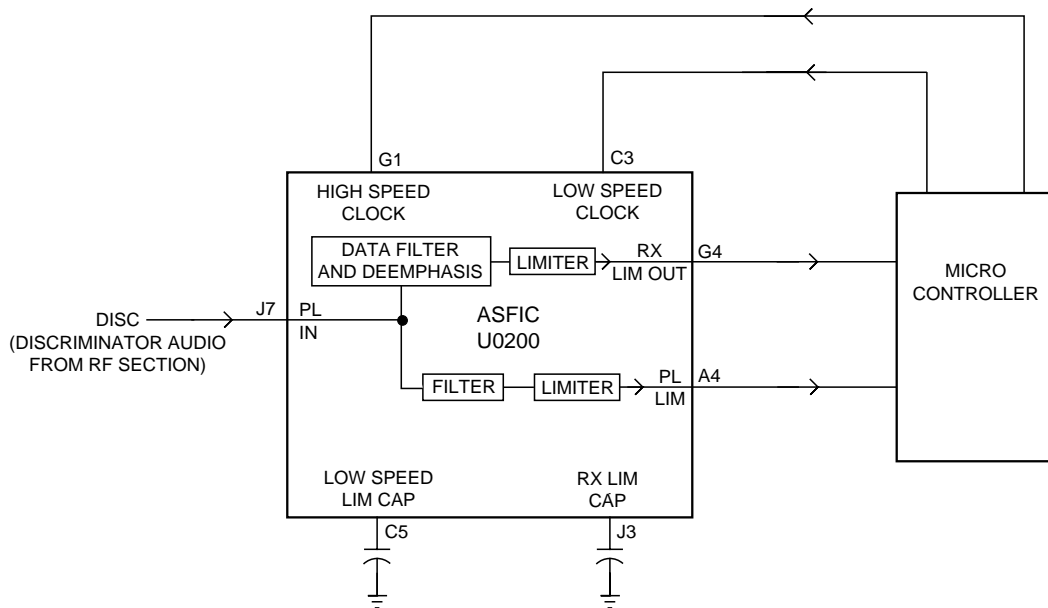 G1
C3
HIGH SPEED
CLOCK
LOW SPEED
CLOCK
DATA FILTER
AND DEEMPHASIS
LIMITER
RX
LIM OUT
G4
MICRO
CONTROLLER
DISC
(DISCRIMINATOR AUDIO
FROM RF SECTION)
J7
PL
IN
ASFIC
U0200
FILTER
LIMITER
PL
LIM
A4
LOW SPEED
LIM CAP
RX LIM
CAP
C5
J3